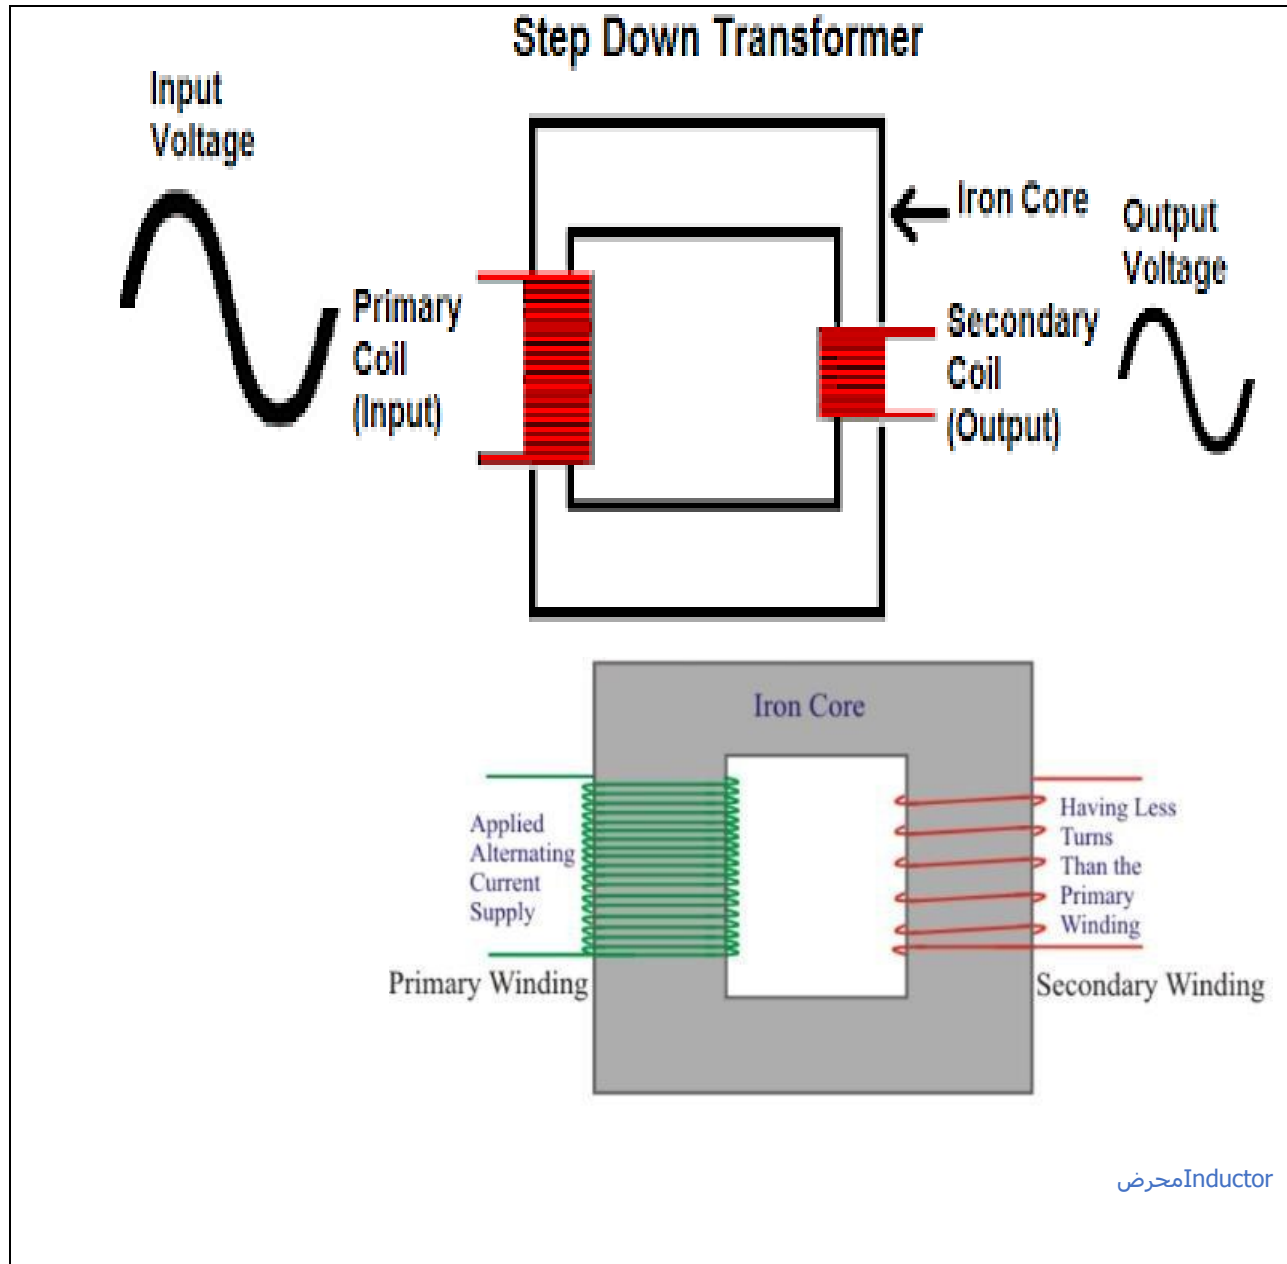 Step Down Transformer
Input
Voltage
Iron Core
Output
Voltage
Primary
Coil
(Input)
Secondary
Coil
(Output)
Iron Core
Applied
Alternating
Current
Supply
Having Less
Turns
Than the
Primary
Winding
Primary Winding
Secondary Winding
محرضInductor